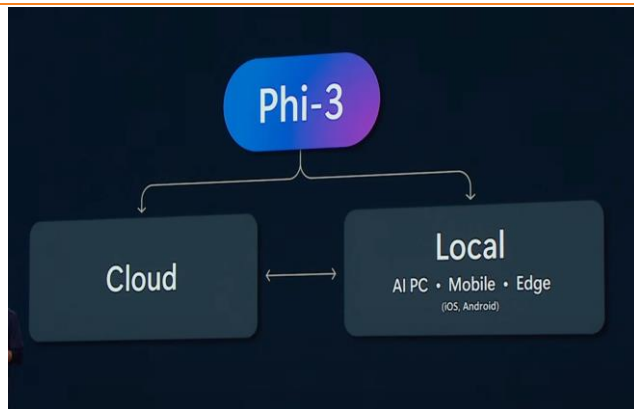 Phi-3
Cloud
Local
AI PC • Mobile • Edge
(iOS, Android)